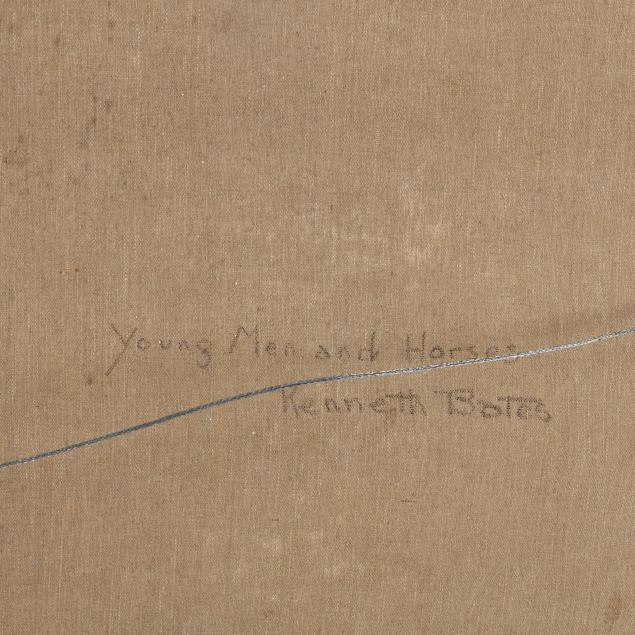 Young Men and Horses
Kenneth Bates